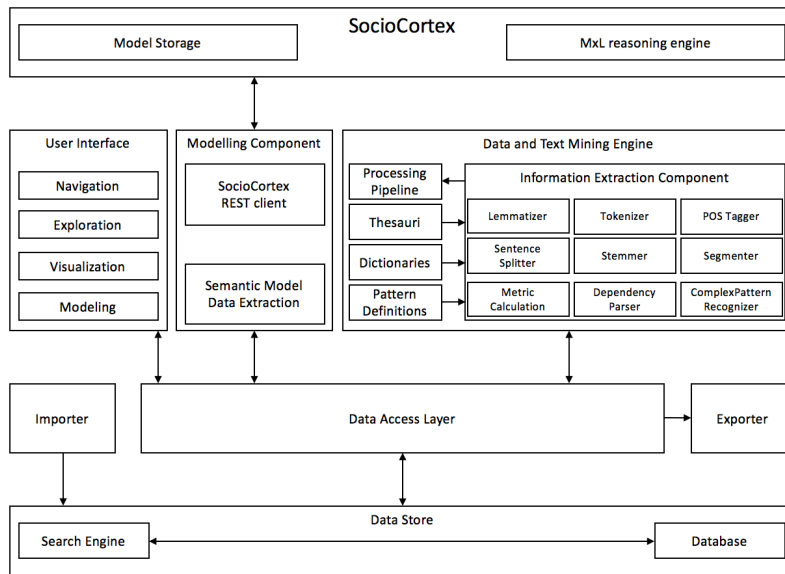 SocioCortex
Model Storage
MxL reasoning engine
User Interface
Navigation
Exploration
Visualization
Modeling
Modelling Component
SocioCortex
REST client
Semantic Model
Data Extraction
Data and Text Mining Engine
Processing
Pipeline
Thesauri
Dictionaries
Pattern
Definitions
Information Extraction Component
Lemmatizer
Tokenizer
POS Tagger
Sentence
Splitter
Stemmer
Segmenter
Metric
Calculation
Dependency
Parser
ComplexPattern
Recognizer
Importer
Data Access Layer
Exporter
Data Store
Search Engine
Database